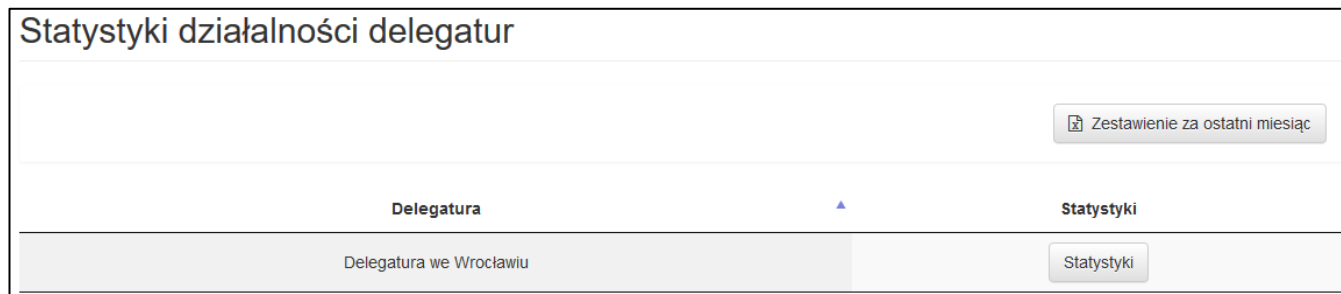 Statystyki działalności delegatur
Zestawienie za ostatni miesiąc
Delegatura Statystyki
Delegatura we Wrocławiu Statystyki